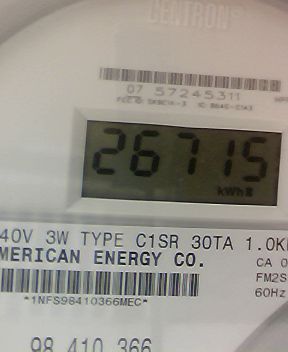 CENTRON®
07 57245311
26715
kWh
40V 3W TYPE C1SR 30TA 1.0K
MERICAN ENERGY CO.
CA 0
FM2S
60Hz
*1NFS98410366MEC*
98 410 366